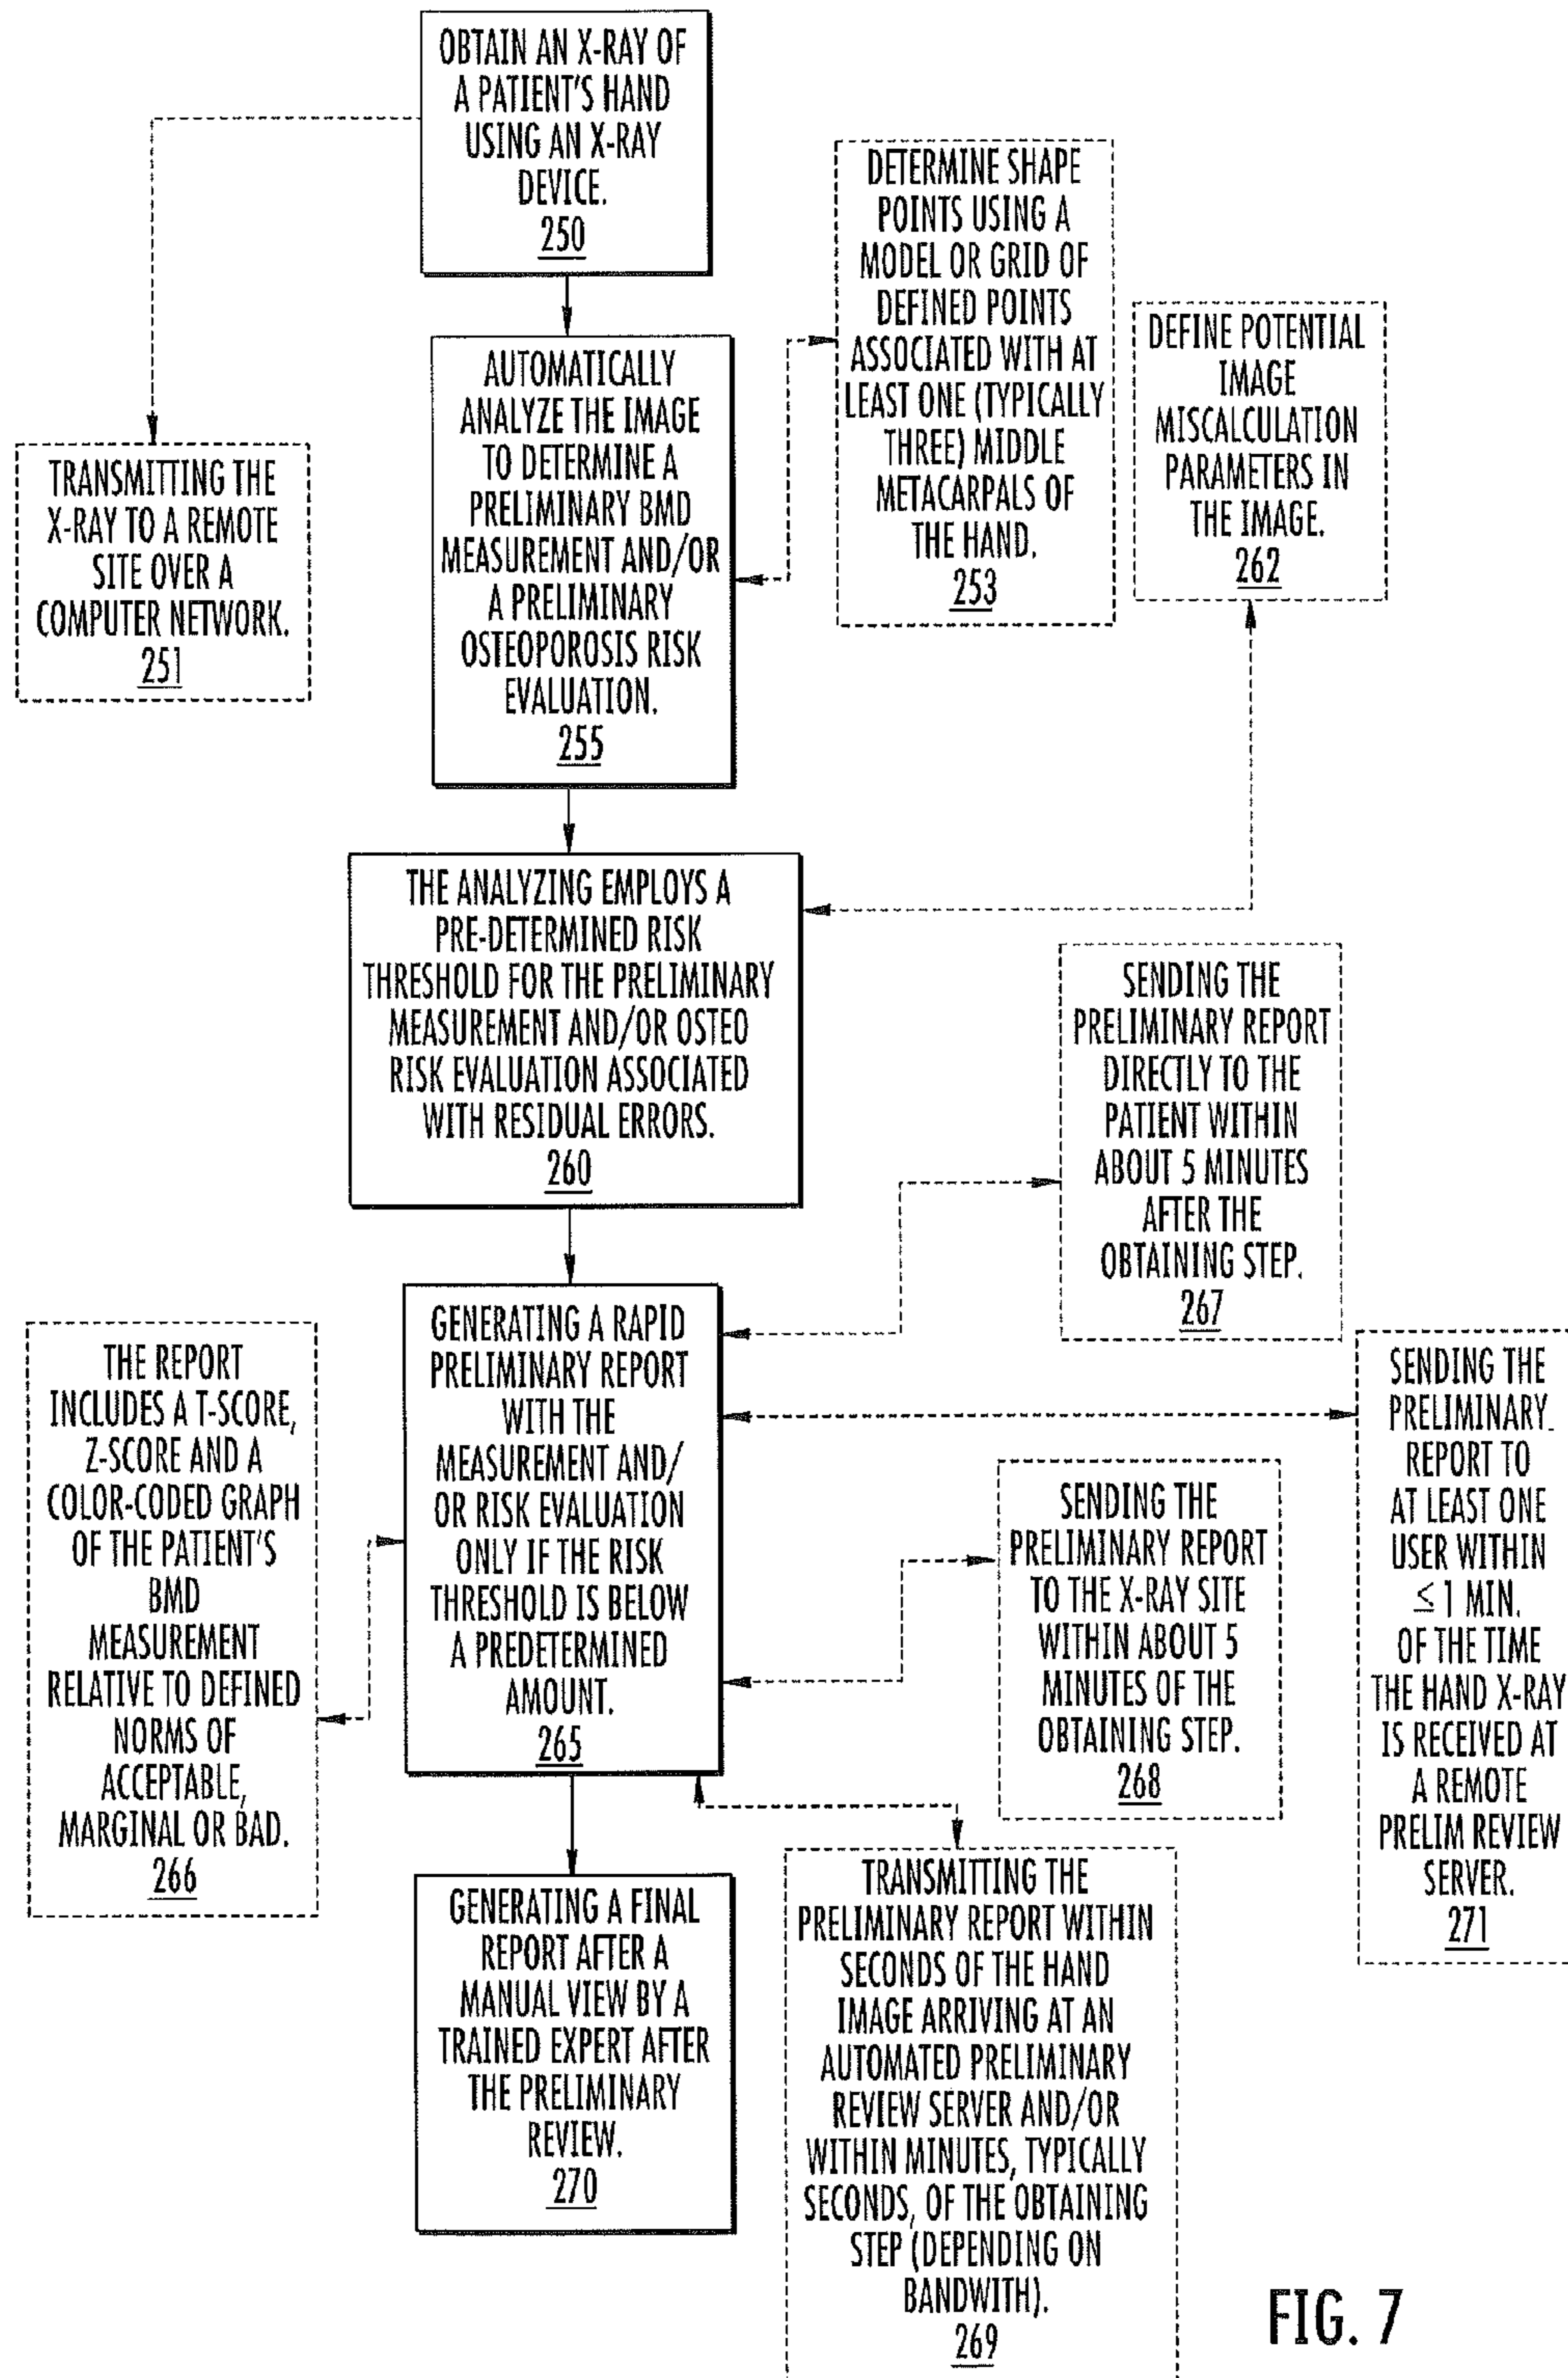 OBTAIN AN X-RAY OF
A PATIENT'S HAND
USING AN X-RAY
DEVICE.
250
TRANSMITTING THE
X-RAY TO A REMOTE
SITE OVER A
COMPUTER NETWORK.
251
DETERMINE SHAPE
POINTS USING A
MODEL OR GRID OF
DEFINED POINTS
ASSOCIATED WITH AT
LEAST ONE (TYPICALLY
THREE) MIDDLE
METACARPALS OF
THE HAND.
253
AUTOMATICALLY
ANALYZE THE IMAGE
TO DETERMINE A
PRELIMINARY BMD
MEASUREMENT AND/OR
A PRELIMINARY
OSTEOPOROSIS RISK
EVALUATION.
255
DEFINE POTENTIAL
IMAGE
MISCALCULATION
PARAMETERS IN
THE IMAGE.
262
THE ANALYZING EMPLOYS A
PRE-DETERMINED RISK
THRESHOLD FOR THE PRELIMINARY
MEASUREMENT AND/OR OSTEO
RISK EVALUATION ASSOCIATED
WITH RESIDUAL ERRORS.
260
SENDING THE
PRELIMINARY REPORT
DIRECTLY TO THE
PATIENT WITHIN
ABOUT 5 MINUTES
AFTER THE
OBTAINING STEP.
267
GENERATING A RAPID
PRELIMINARY REPORT
WITH THE
MEASUREMENT AND/
OR RISK EVALUATION
ONLY IF THE RISK
THRESHOLD IS BELOW
A PREDETERMINED
AMOUNT.
265
THE REPORT
INCLUDES A T-SCORE,
Z-SCORE AND A
COLOR-CODED GRAPH
OF THE PATIENT'S
BMD
MEASUREMENT
RELATIVE TO DEFINED
NORMS OF
ACCEPTABLE,
MARGINAL OR BAD.
266
SENDING THE
PRELIMINARY REPORT
TO THE X-RAY SITE
WITHIN ABOUT 5
MINUTES OF THE
OBTAINING STEP.
268
SENDING THE
PRELIMINARY
REPORT TO
AT LEAST ONE
USER WITHIN
≤ 1 MIN.
OF THE TIME
THE HAND X-RAY
IS RECEIVED AT
A REMOTE
PRELIM REVIEW
SERVER.
271
GENERATING A FINAL
REPORT AFTER A
MANUAL VIEW BY A
TRAINED EXPERT AFTER
THE PRELIMINARY
REVIEW.
270
TRANSMITTING THE
PRELIMINARY REPORT WITHIN
SECONDS OF THE HAND
IMAGE ARRIVING AT AN
AUTOMATED PRELIMINARY
REVIEW SERVER AND/OR
WITHIN MINUTES, TYPICALLY
SECONDS, OF THE OBTAINING
STEP (DEPENDING ON
BANDWITH).
269
FIG. 7